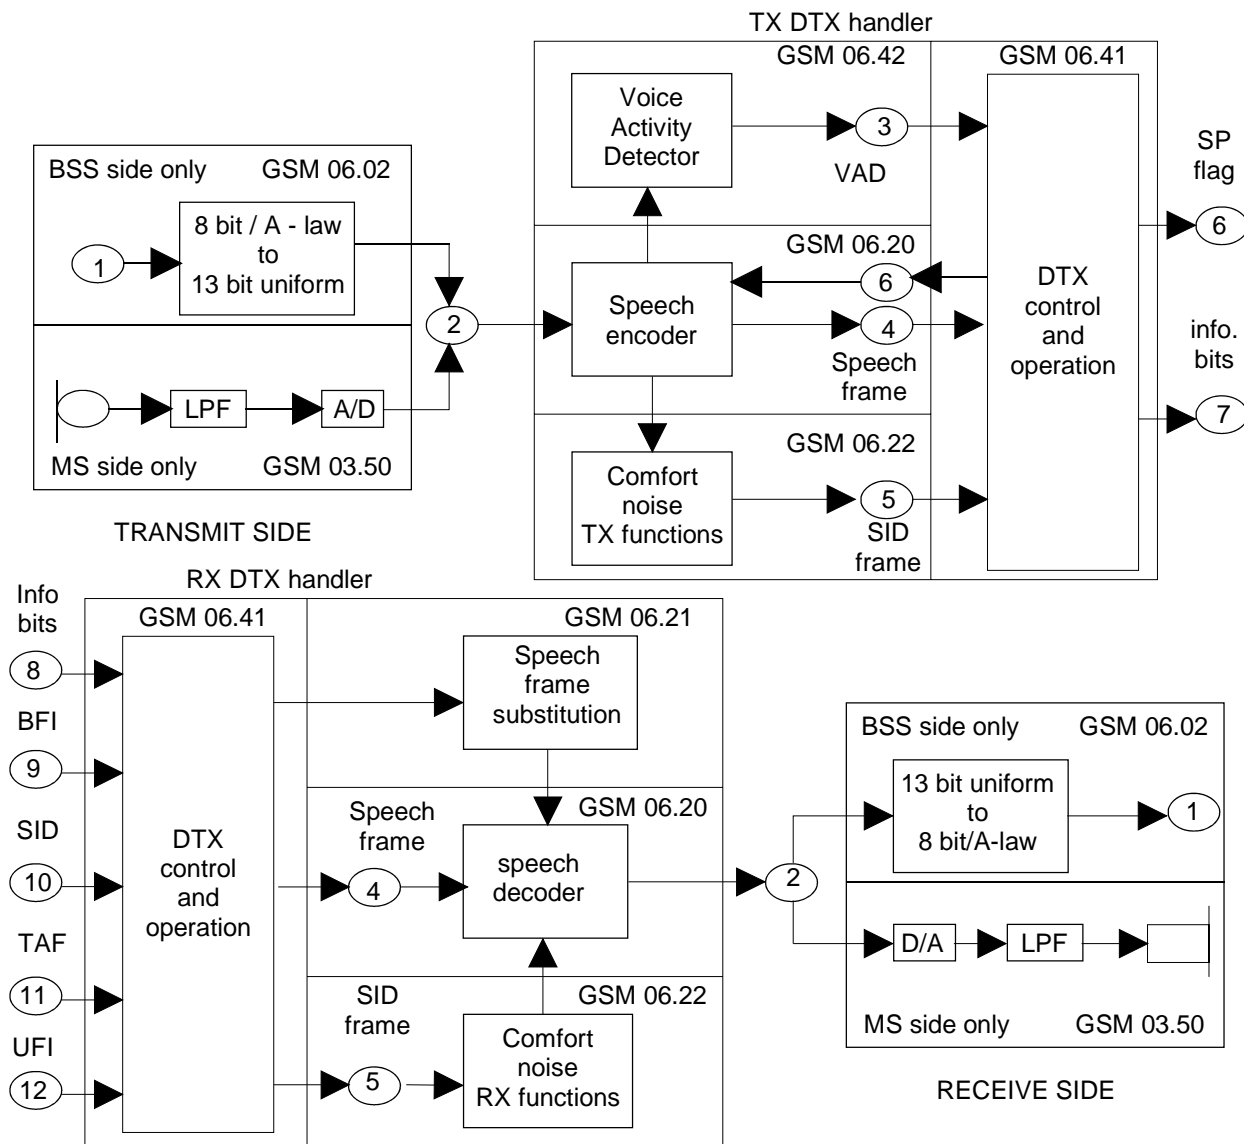 TX DTX handler
GSM 06.42
GSM 06.41
Voice
Activity
Detector
3
VAD
SP
flag
6
BSS side only
GSM 06.02
8 bit / A - law
to
13 bit uniform
1
2
GSM 06.20
6
Speech
encoder
4
Speech
frame
DTX
control
and
operation
info.
bits
7
LPF
A/D
MS side only
GSM 03.50
GSM 06.22
Comfort
noise
TX functions
5
SID
frame
TRANSMIT SIDE
RX DTX handler
Info
bits
8
BFI
9
SID
10
TAF
11
UFI
12
GSM 06.41
DTX
control
and
operation
GSM 06.21
Speech
frame
substitution
GSM 06.20
Speech
frame
4
speech
decoder
GSM 06.22
SID
frame
5
Comfort
noise
RX functions
2
BSS side only
GSM 06.02
13 bit uniform
to
8 bit/A-law
1
D/A
LPF
MS side only
GSM 03.50
RECEIVE SIDE